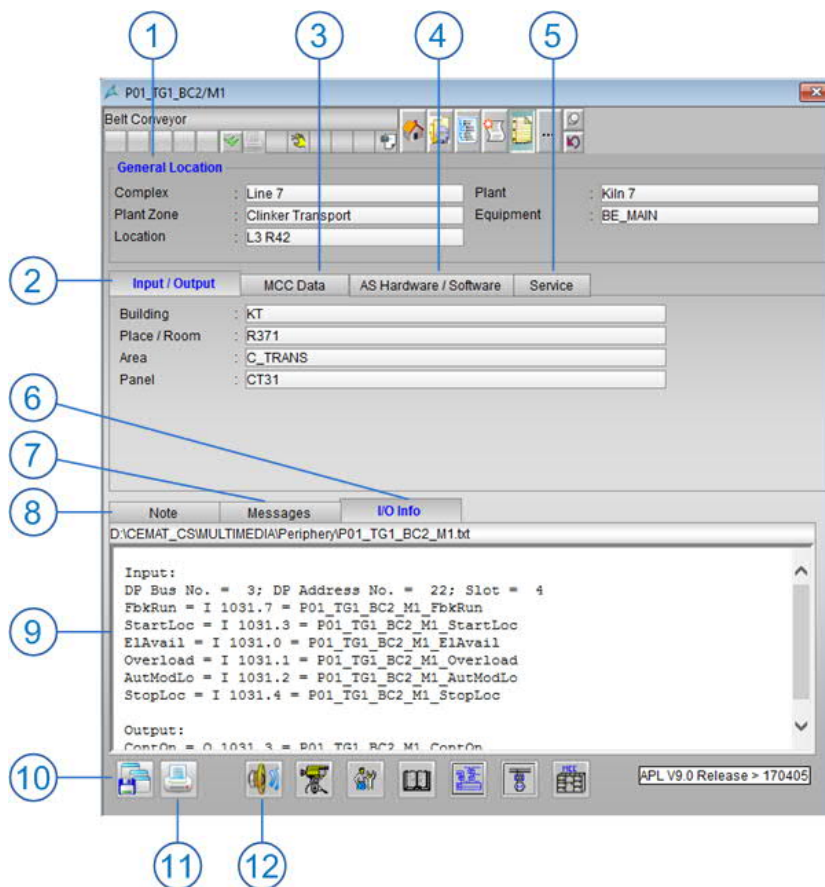 1
3
4
5
P01_TG1_BC2/M1
Belt Conveyor
...
General Location
Complex : Line 7 Plant : Kiln 7
Plant Zone : Clinker Transport Equipment : BE_MAIN
Location : L3 R42
2
Input / Output MCC Data AS Hardware / Software Service
Building : KT
Place / Room : R371
Area : C_TRANS
Panel : CT31
6
7
8
Note Messages I/O Info
D:\CEMAT_CS\MULTIMEDIA\Periphery\P01_TG1_BC2_M1.txt
Input:
DP Bus No. = 3; DP Address No. = 22; Slot = 4
FbkRun = I 1031.7 = P01_TG1_BC2_M1_FbkRun
StartLoc = I 1031.3 = P01_TG1_BC2_M1_StartLoc
9
ElAvail = I 1031.0 = P01_TG1_BC2_M1_ElAvail
Overload = I 1031.1 = P01_TG1_BC2_M1_Overload
AutModLo = I 1031.2 = P01_TG1_BC2_M1_AutModLo
StopLoc = I 1031.4 = P01_TG1_BC2_M1_StopLoc
Output:
ContOn = O 1031.3 = P01_TG1_BC2_M1_ContOn
10
MCC
APL V9.0 Release > 170405
11
12